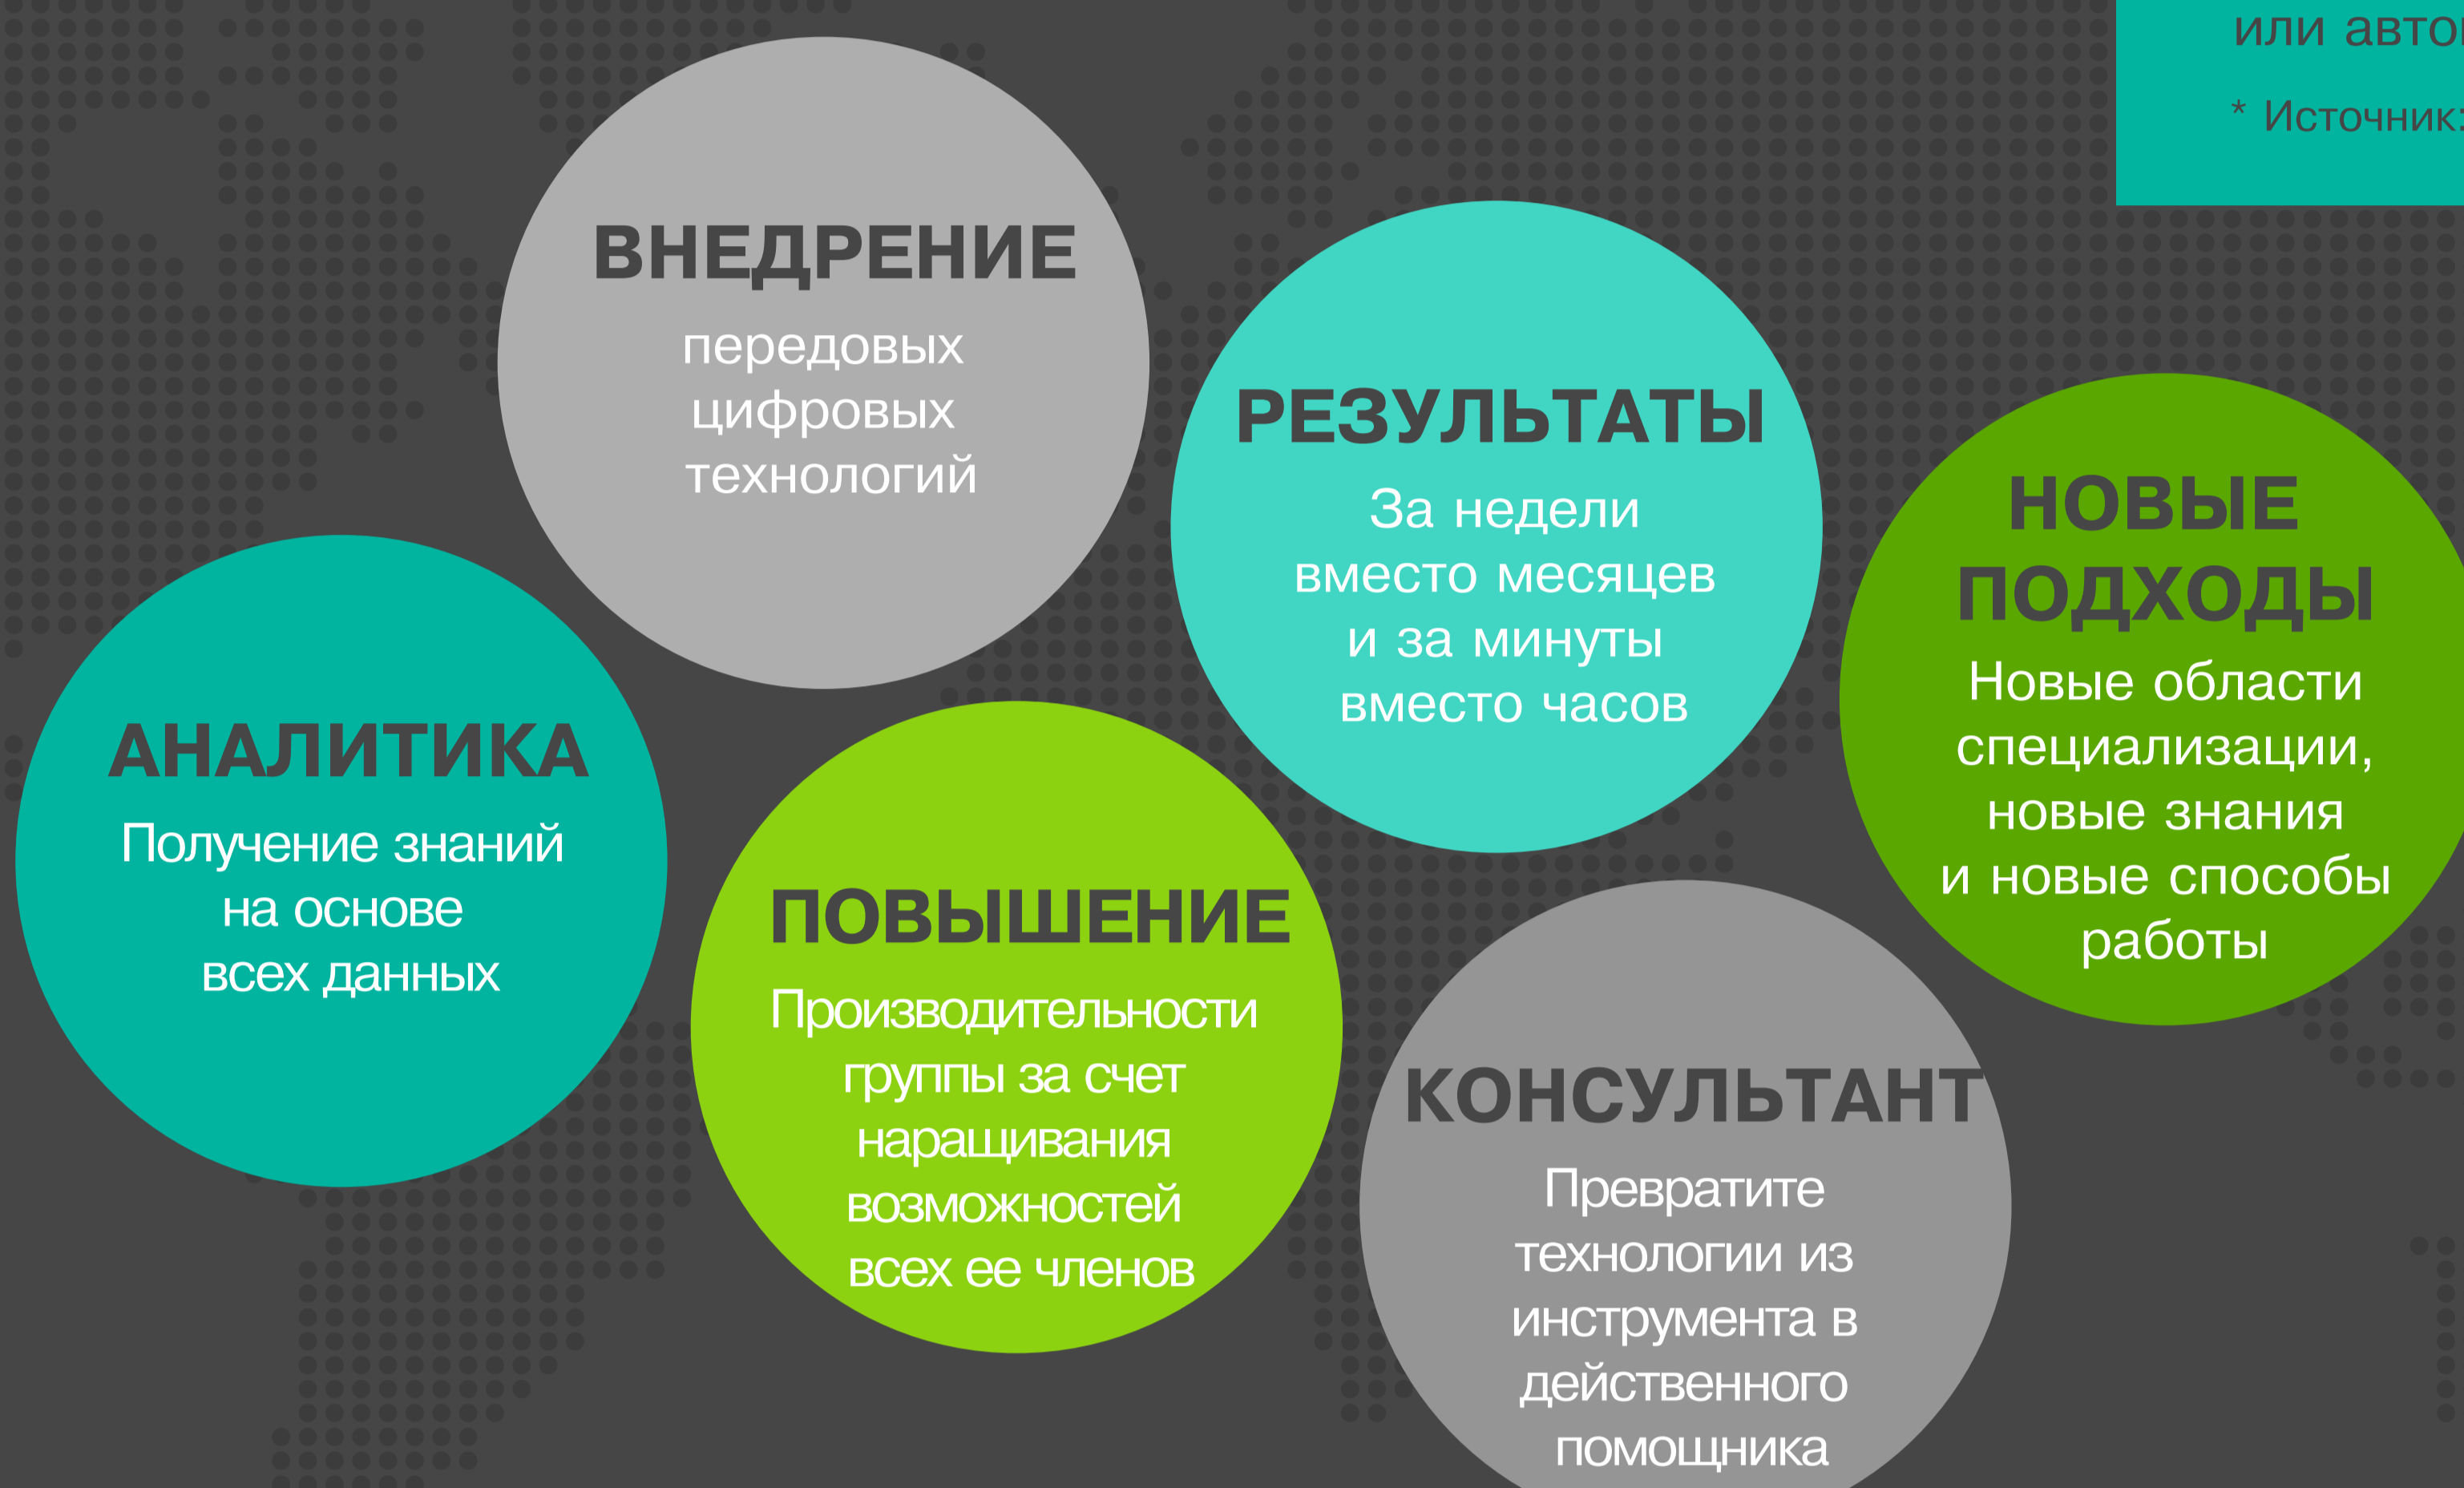 * Источник:
ВНЕДРЕНИЕ
передовых
цифровых
технологий
РЕЗУЛЬТАТЫ
За недели
вместо месяцев
и за минуты
вместо часов
НОВЫЕ
ПОДХОДЫ
Новые области
специализации,
новые знания
и новые способы
работы
АНАЛИТИКА
Получение знаний
на основе
всех данных
ПОВЫШЕНИЕ
Производительности
группы за счет
наращивания
возможностей
всех ее членов
КОНСУЛЬТАНТ
Превратите
технологии из
инструмента в
действенного
помощника